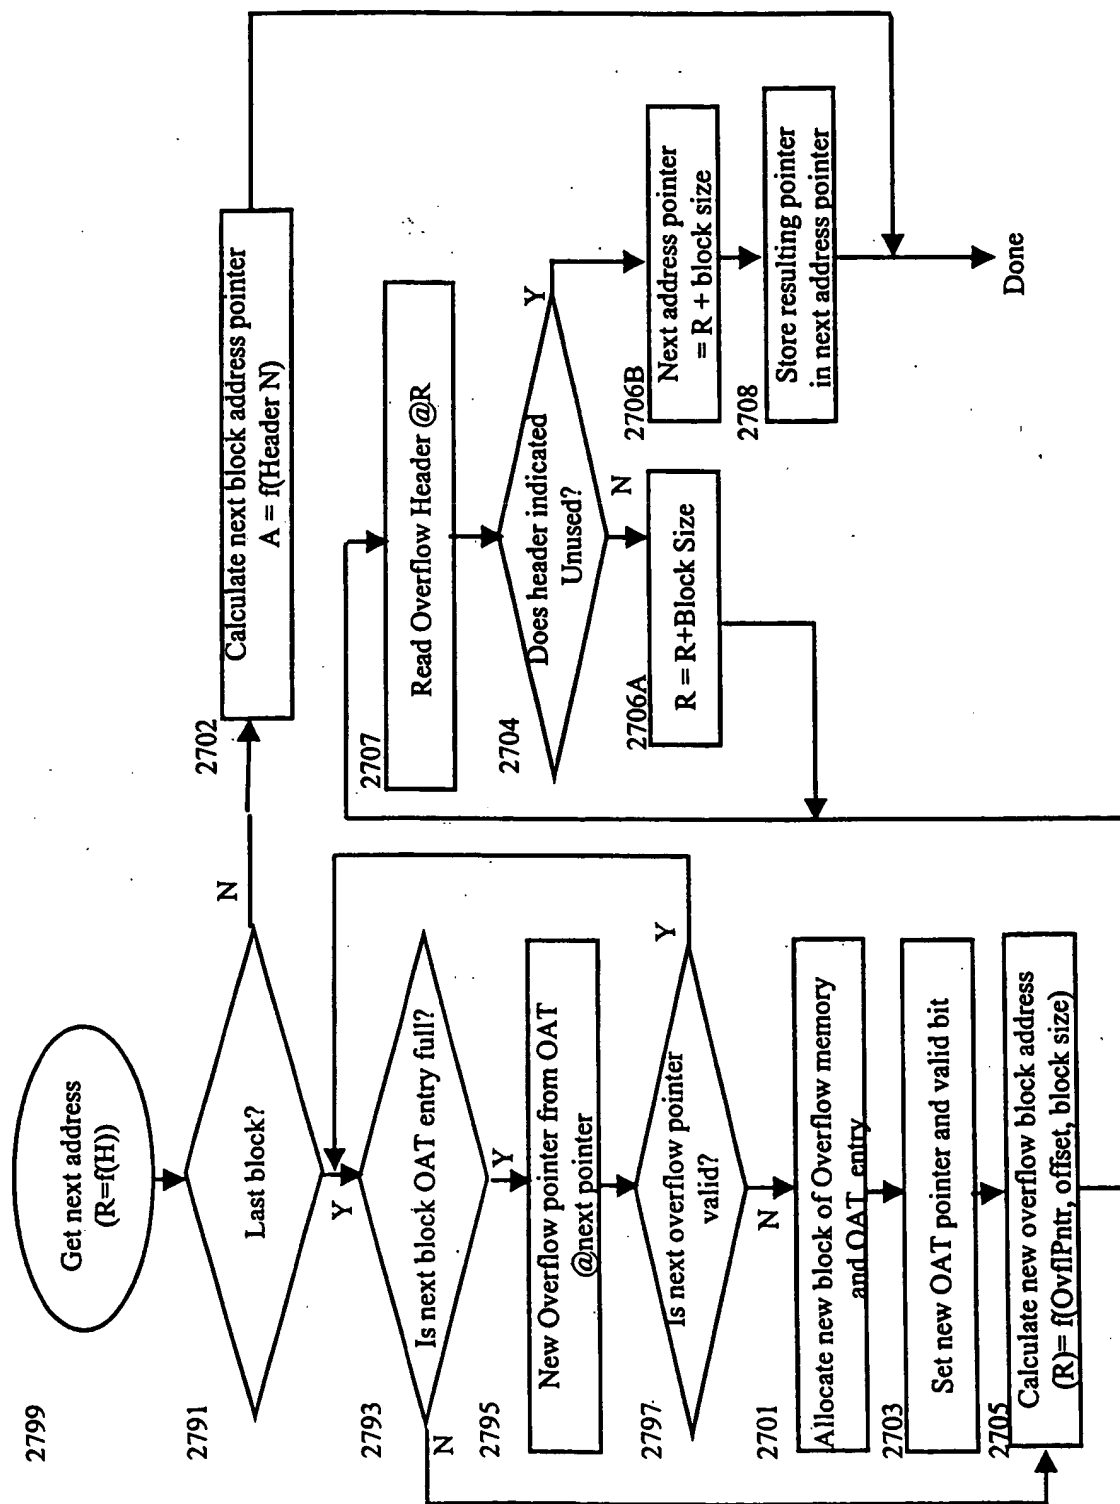 2799
Get next address
(R=f(H))
2791
Last block?
N
Y
2793
Is next block OAT entry full?
N
Y
2795
New Overflow pointer from OAT
@next pointer
2797
Is next overflow pointer
valid?
Y
N
2701
Allocate new block of Overflow memory
and OAT entry
2703
Set new OAT pointer and valid bit
2705
Calculate new overflow block address
(R)= f(OvflPntr, offset, block size)
2702
Calculate next block address pointer
A = f(Header N)
2707
Read Overflow Header @R
2704
Does header indicated
Unused?
Y
N
2706A
R = R+Block Size
2706B
Next address pointer
= R + block size
2708
Store resulting pointer
in next address pointer
Done